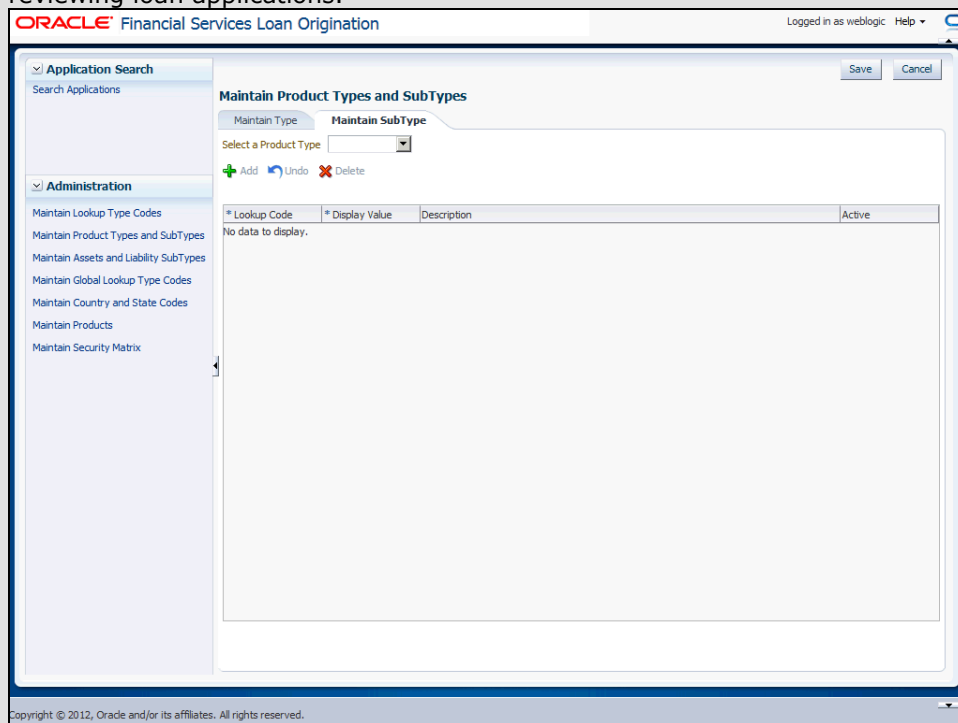 reviewing loan applications.
ORACLE® Financial Services Loan Origination
Logged in as weblogic Help
Application Search
Search Applications
Save Cancel
Maintain Product Types and SubTypes
Maintain Type Maintain SubType
Select a Product Type
Add Undo Delete
Administration
Maintain Lookup Type Codes
Maintain Product Types and SubTypes
Maintain Assets and Liability SubTypes
Maintain Global Lookup Type Codes
Maintain Country and State Codes
Maintain Products
Maintain Security Matrix
* Lookup Code * Display Value Description Active
No data to display.
Copyright © 2012, Oracle and/or its affiliates. All rights reserved.